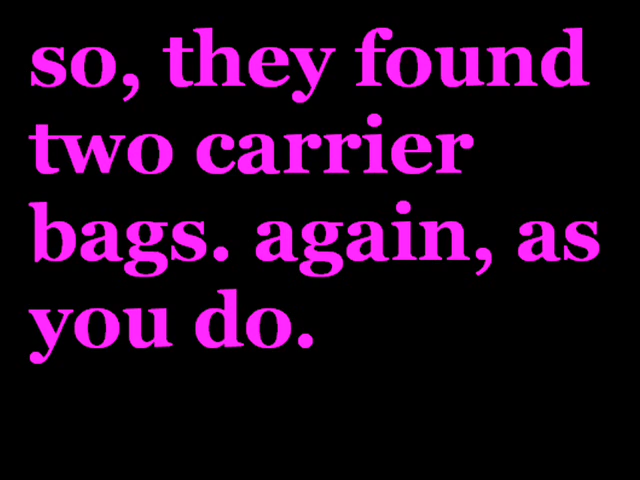 so, they found
two carrier
bags. again, as
you do.